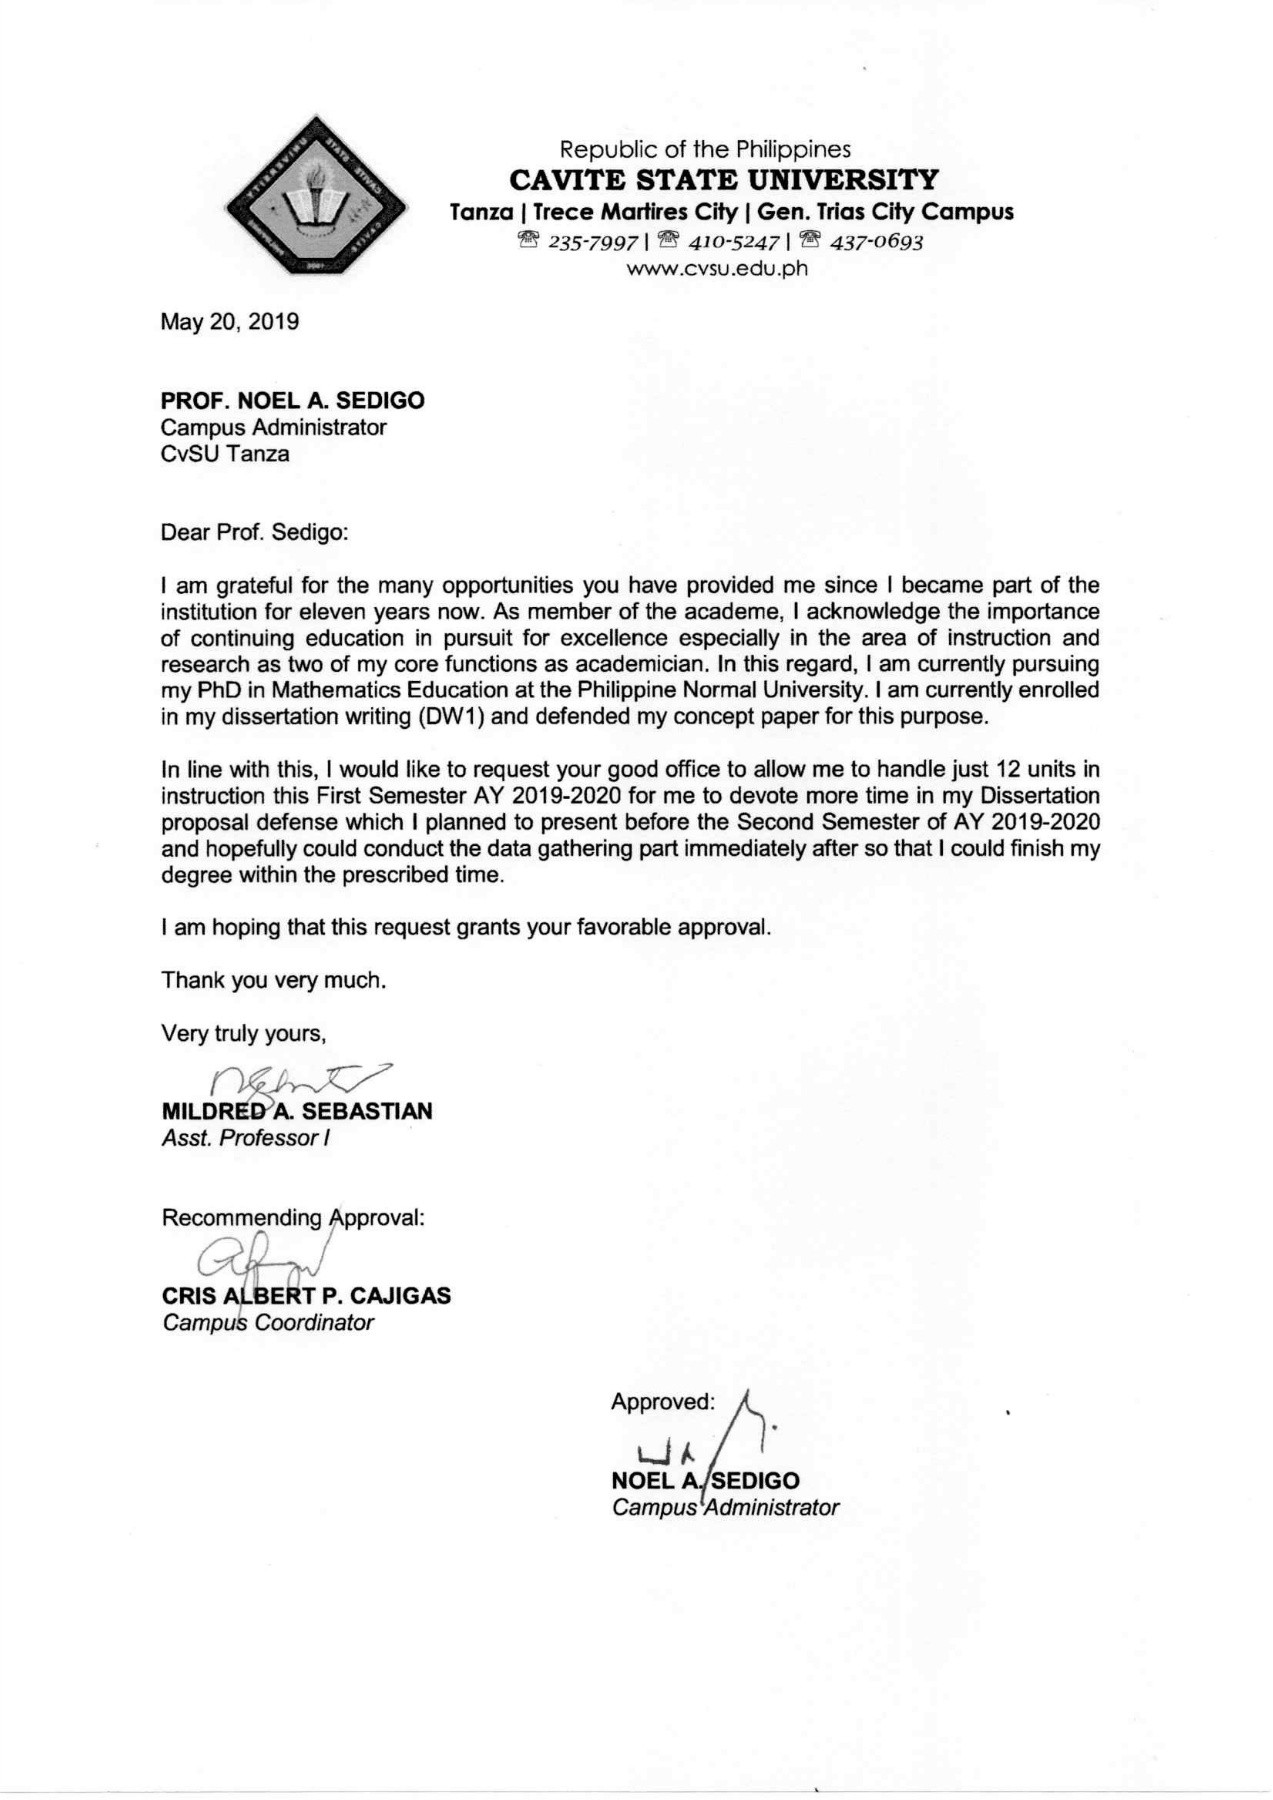 Republic of the Philippines
CAVITE STATE UNIVERSITY
Tanza | Trece Martires City | Gen. Trias City Campus
☏ 235-7997 | ☏ 410-5247 | ☏ 437-0693
www.cvsu.edu.ph
May 20, 2019
PROF. NOEL A. SEDIGO
Campus Administrator
CvSU Tanza
Dear Prof. Sedigo:
I am grateful for the many opportunities you have provided me since I became part of the
institution for eleven years now. As member of the academe, I acknowledge the importance
of continuing education in pursuit for excellence especially in the area of instruction and
research as two of my core functions as academician. In this regard, I am currently pursuing
my PhD in Mathematics Education at the Philippine Normal University. I am currently enrolled
in my dissertation writing (DW1) and defended my concept paper for this purpose.
In line with this, I would like to request your good office to allow me to handle just 12 units in
instruction this First Semester AY 2019-2020 for me to devote more time in my Dissertation
proposal defense which I planned to present before the Second Semester of AY 2019-2020
and hopefully could conduct the data gathering part immediately after so that I could finish my
degree within the prescribed time.
I am hoping that this request grants your favorable approval.
Thank you very much.
Very truly yours,
MILDRED A. SEBASTIAN
Asst. Professor I
Recommending Approval:
CRIS ALBERT P. CAJIGAS
Campus Coordinator
Approved:
NOEL A. SEDIGO
Campus Administrator